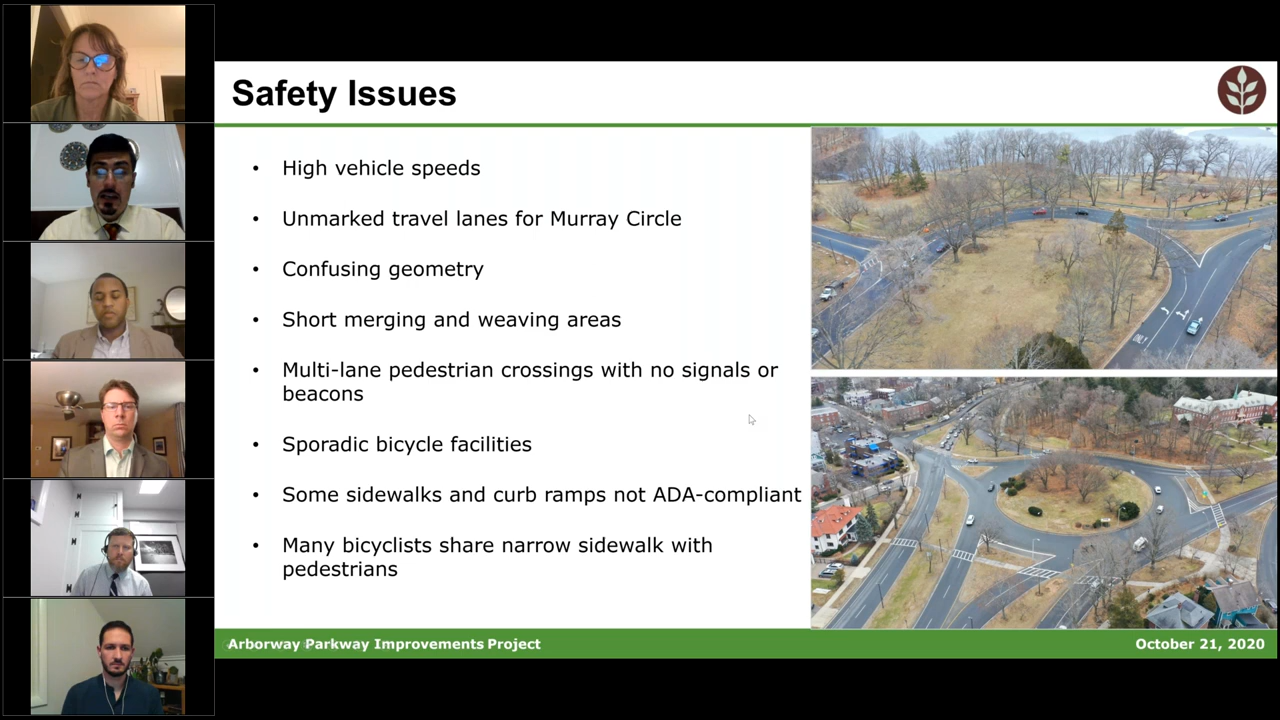 Safety Issues
• High vehicle speeds
• Unmarked travel lanes for Murray Circle
• Confusing geometry
• Short merging and weaving areas
• Multi-lane pedestrian crossings with no signals or
beacons
• Sporadic bicycle facilities
• Some sidewalks and curb ramps not ADA-compliant
• Many bicyclists share narrow sidewalk with
pedestrians
ONLY
Arborway Parkway Improvements Project
October 21, 2020